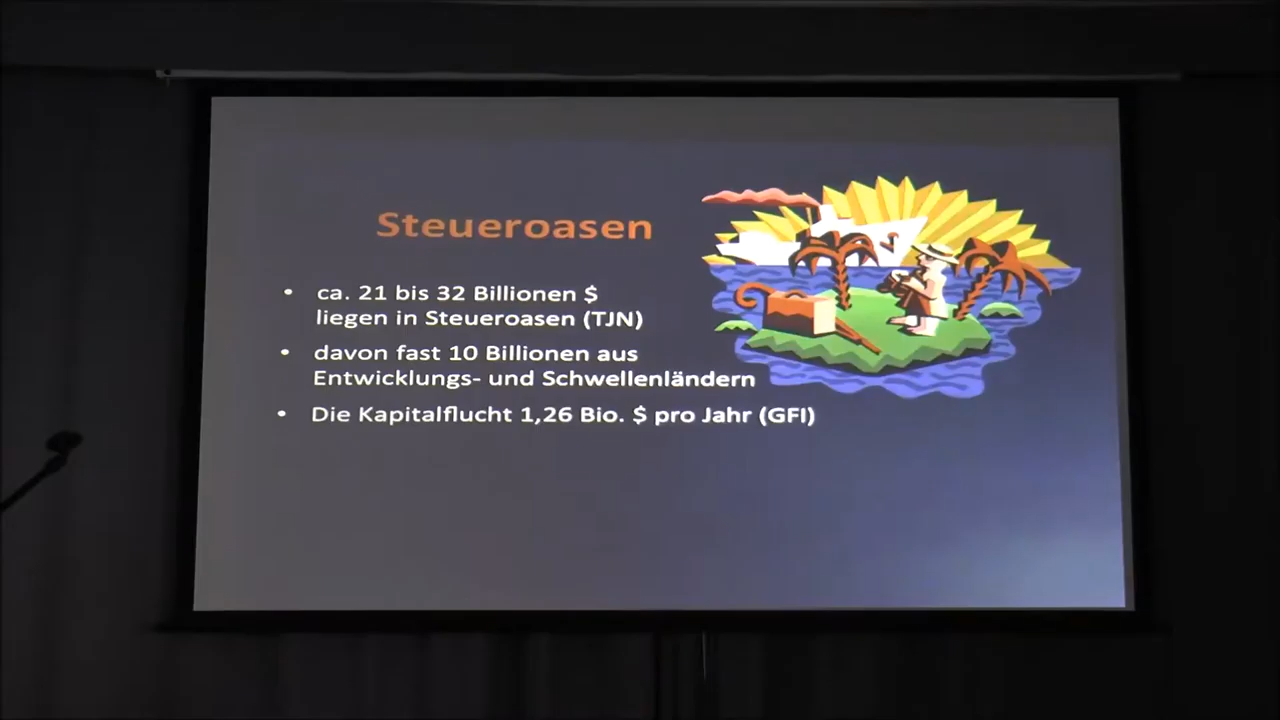 Steueroasen
• ca. 21 bis 32 Billionen $
liegen in Steueroasen (TJN)
• davon fast 10 Billionen aus
Entwicklungs- und Schwellenländern
• Die Kapitalflucht 1,26 Bio. $ pro Jahr (GFI)